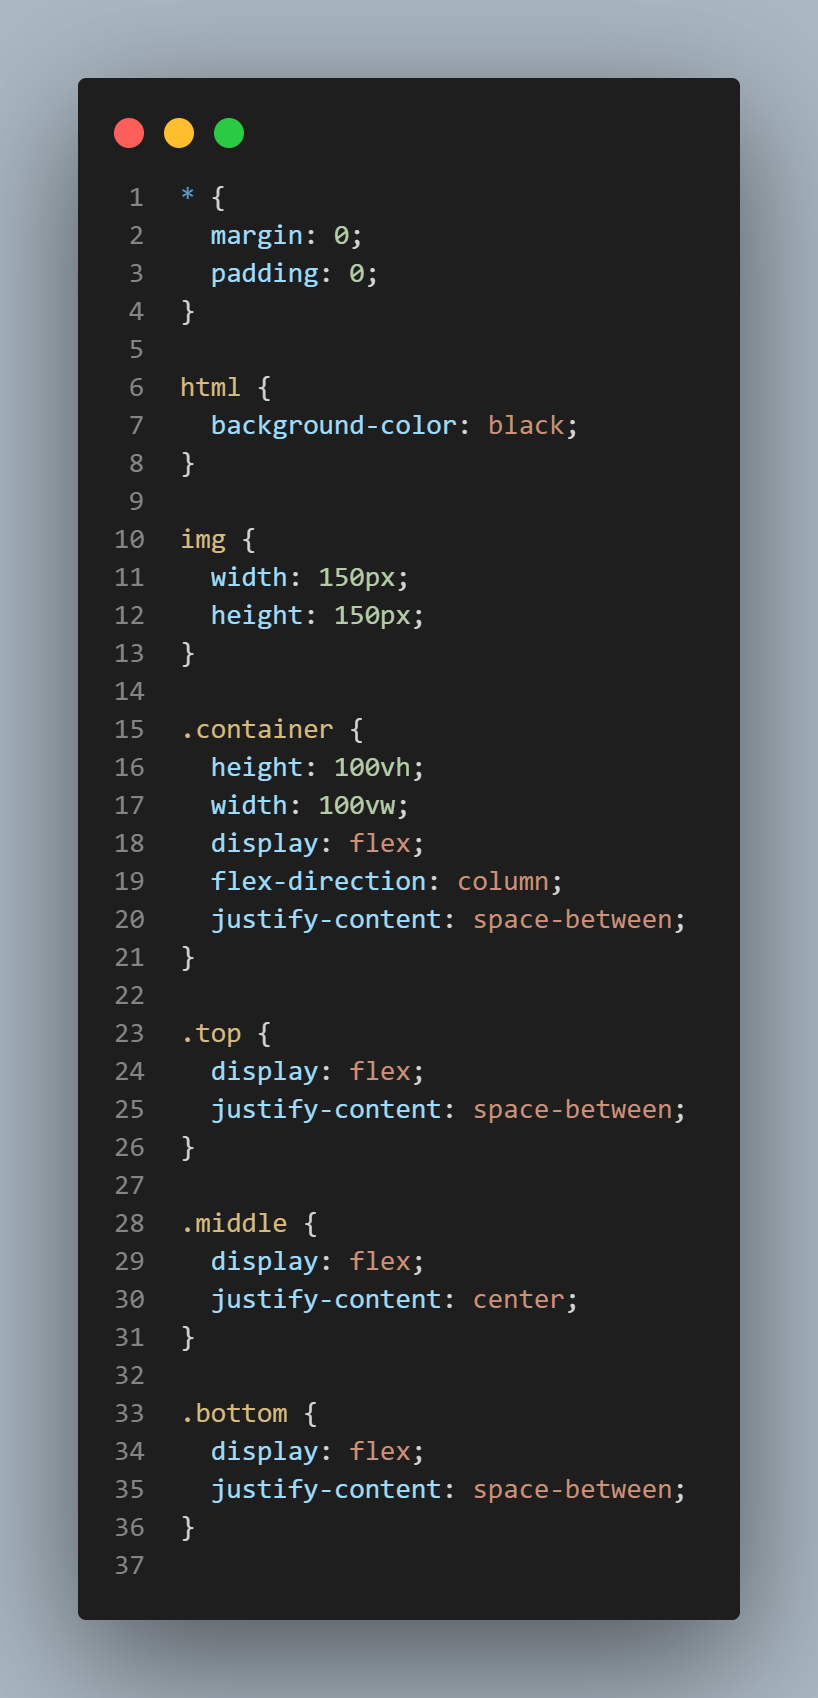 1 * {
2   margin: 0;
3   padding: 0;
4 }
5
6 html {
7   background-color: black;
8 }
9
10 img {
11   width: 150px;
12   height: 150px;
13 }
14
15 .container {
16   height: 100vh;
17   width: 100vw;
18   display: flex;
19   flex-direction: column;
20   justify-content: space-between;
21 }
22
23 .top {
24   display: flex;
25   justify-content: space-between;
26 }
27
28 .middle {
29   display: flex;
30   justify-content: center;
31 }
32
33 .bottom {
34   display: flex;
35   justify-content: space-between;
36 }
37